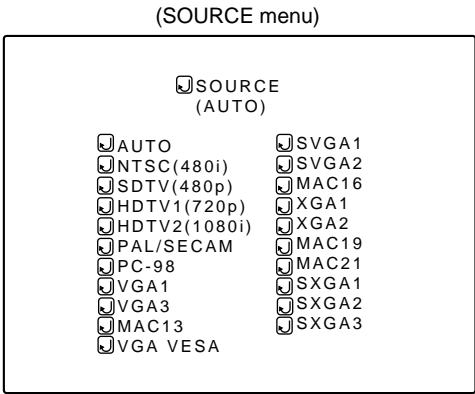 (SOURCE menu)
SOURCE
(AUTO)
AUTO
NTSC(480i)
SDTV(480p)
HDTV1(720p)
HDTV2(1080i)
PAL/SECAM
PC-98
VGA1
VGA3
MAC13
VGA VESA
SVGA1
SVGA2
MAC16
XGA1
XGA2
MAC19
MAC21
SXGA1
SXGA2
SXGA3